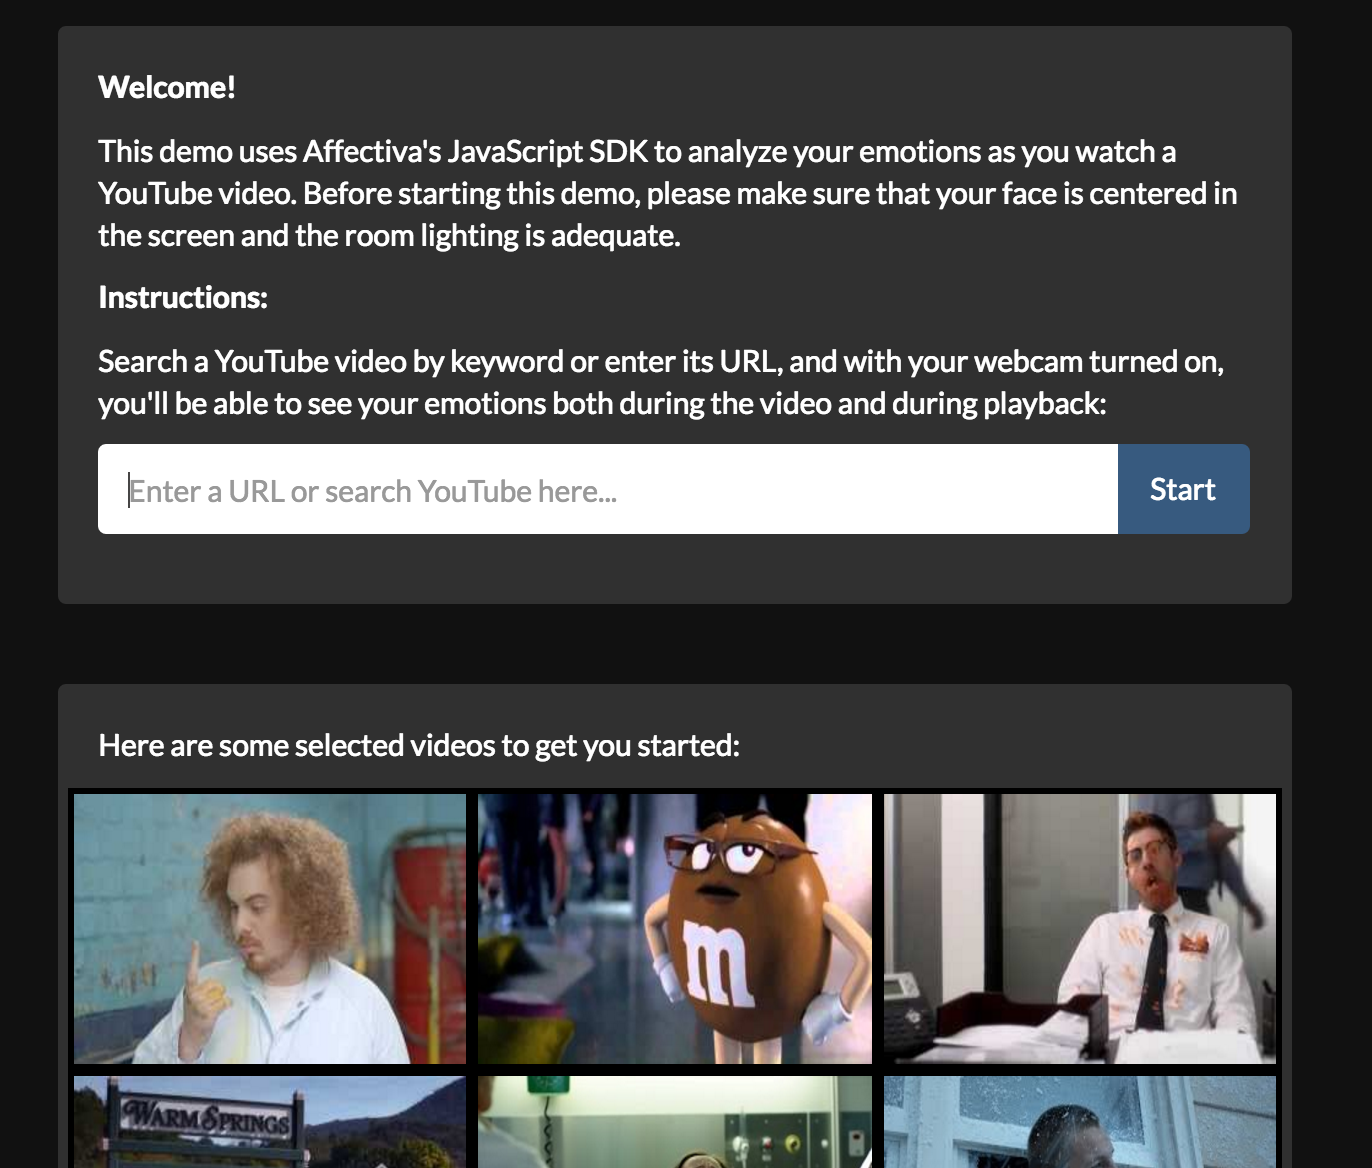 Welcome!
This demo uses Affectiva's JavaScript SDK to analyze your emotions as you watch a
YouTube video. Before starting this demo, please make sure that your face is centered in
the screen and the room lighting is adequate.
Instructions:
Search a YouTube video by keyword or enter its URL, and with your webcam turned on,
you'll be able to see your emotions both during the video and during playback:
Enter a URL or search YouTube here...
Start
Here are some selected videos to get you started:
m
WARM SPRINGS